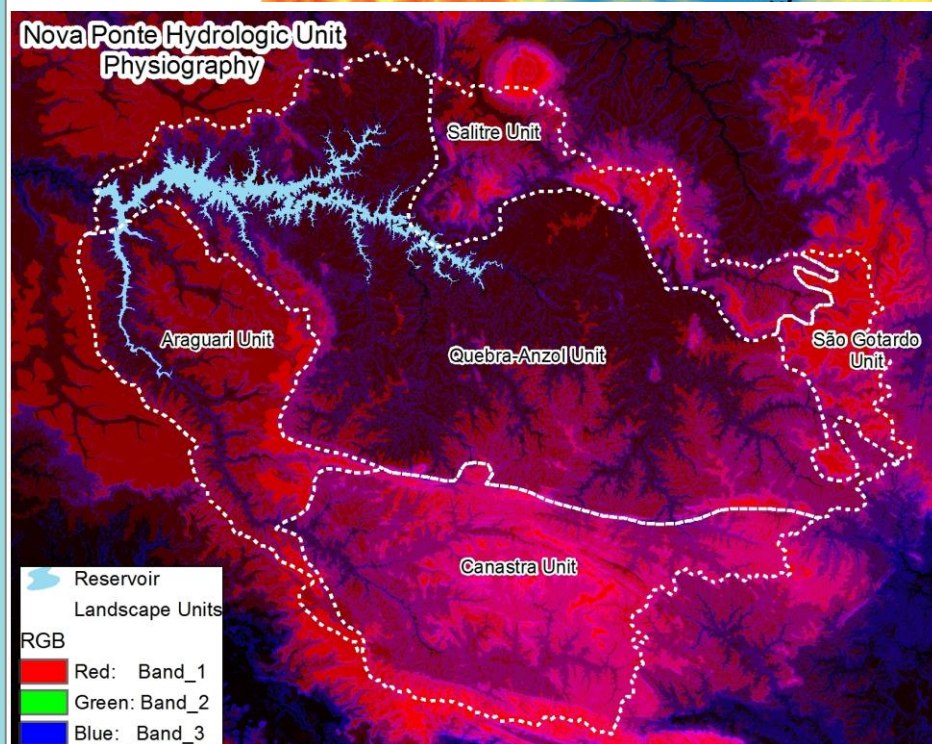 Nova Ponte Hydrologic Unit
Physiography
Salitre Unit
Araguari Unit
Quebra-Anzol Unit
São Gotardo
Unit
Canastra Unit
Reservoir
Landscape Units
RGB
Red: Band_1
Green: Band_2
Blue: Band_3